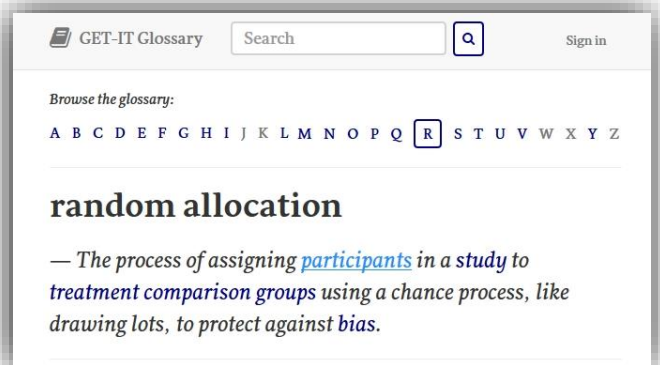 GET-IT Glossary Search Sign in
Browse the glossary:
A B C D E F G H I J K L M N O P Q R S T U V W X Y Z
random allocation
— The process of assigning participants in a study to
treatment comparison groups using a chance process, like
drawing lots, to protect against bias.